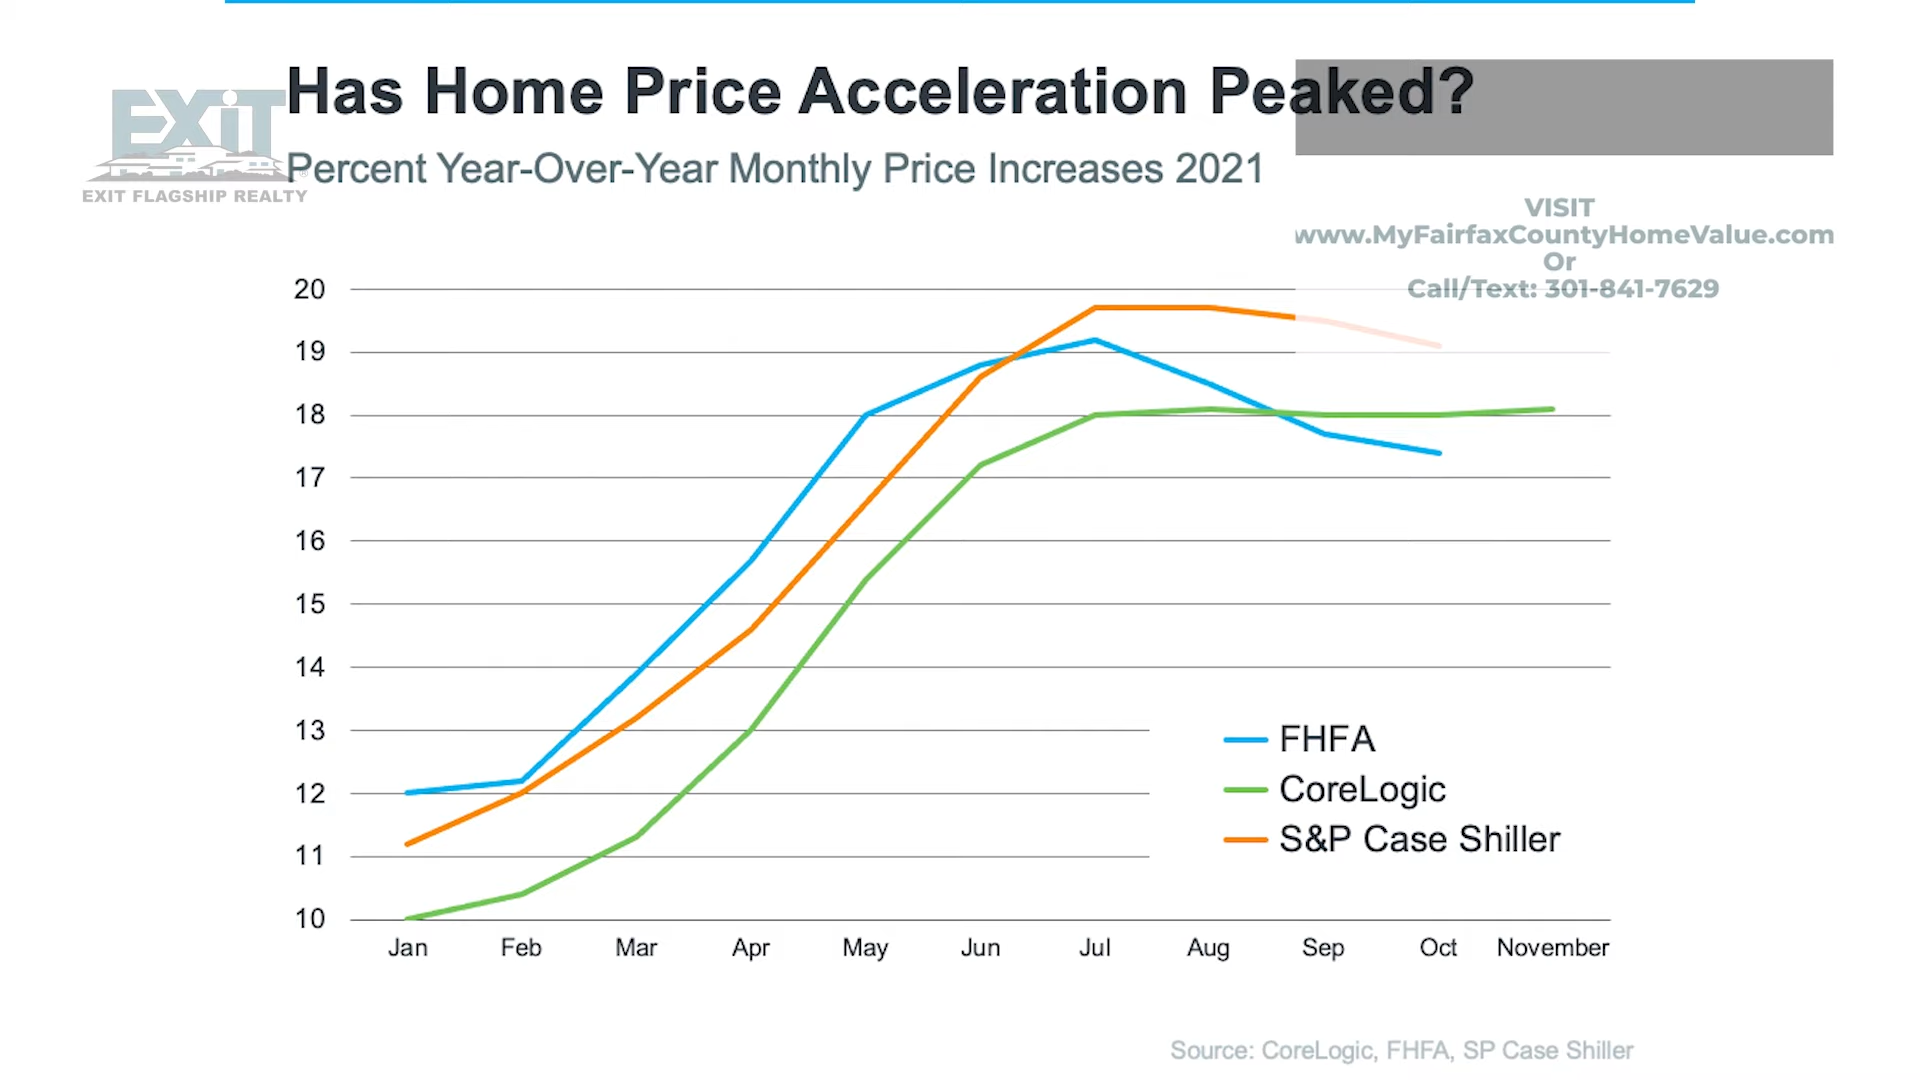 Has Home Price Acceleration Peaked?
EXiT
EXIT FLAGSHIP REALTY
Percent Year-Over-Year Monthly Price Increases 2021
VISIT
www.MyFairfaxCountyHomeValue.com
Or
Call/Text: 301-841-7629
20
19
18
17
16
15
14
13
12
11
10
FHFA
CoreLogic
S&P Case Shiller
Jan Feb Mar Apr May Jun Jul Aug Sep Oct November
Source: CoreLogic, FHFA, SP Case Shiller